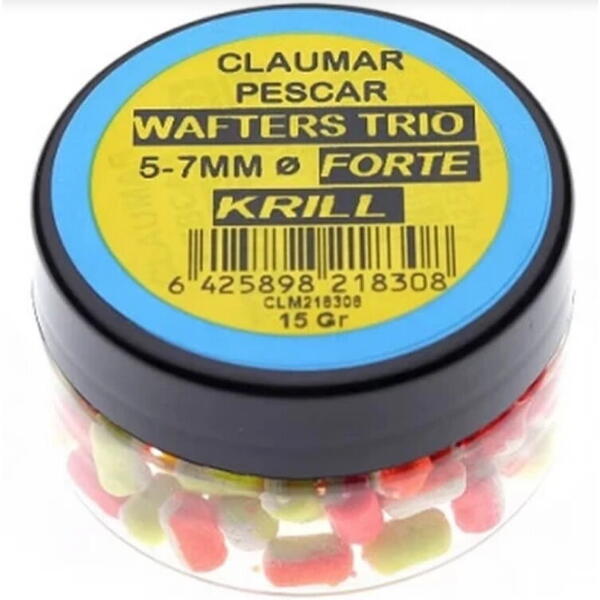 CLAUMAR
PESCAR
WAFTERS TRIO
5-7MM Ø FORTE
KRILL
6 425898 218308
CLM218308
15 Gr